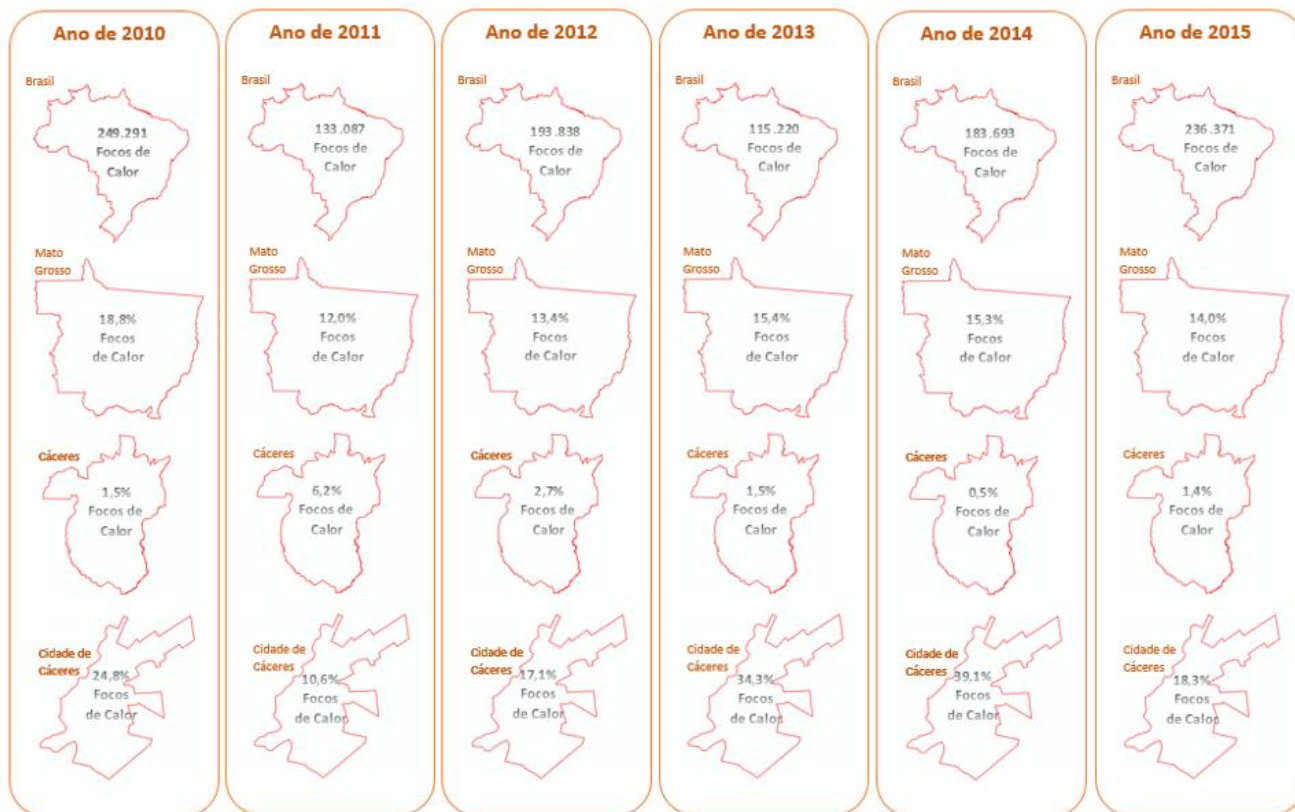 Ano de 2010
Brasil
249.291
Focos de
Calor
Mato
Grosso
18,8%
Focos
de Calor
Cáceres
1,5%
Focos de
Calor
Cidade de
Cáceres
24,8%
Focos
de Calor
Ano de 2011
Brasil
133.087
Focos de
Calor
Mato
Grosso
12,0%
Focos
de Calor
Cáceres
6,2%
Focos de
Calor
Cidade de
Cáceres
10,6%
Focos
de Calor
Ano de 2012
Brasil
193.838
Focos de
Calor
Mato
Grosso
13,4%
Focos
de Calor
Cáceres
2,7%
Focos de
Calor
Cidade de
Cáceres
17,1%
Focos
de Calor
Ano de 2013
Brasil
115.220
Focos de
Calor
Mato
Grosso
15,4%
Focos
de Calor
Cáceres
1,5%
Focos de
Calor
Cidade de
Cáceres
34,3%
Focos
de Calor
Ano de 2014
Brasil
183.693
Focos de
Calor
Mato
Grosso
15,3%
Focos
de Calor
Cáceres
0,5%
Focos de
Calor
Cidade de
Cáceres
39,1%
Focos
de Calor
Ano de 2015
Brasil
236.371
Focos de
Calor
Mato
Grosso
14,0%
Focos
de Calor
Cáceres
1,4%
Focos de
Calor
Cidade de
Cáceres
18,3%
Focos
de Calor